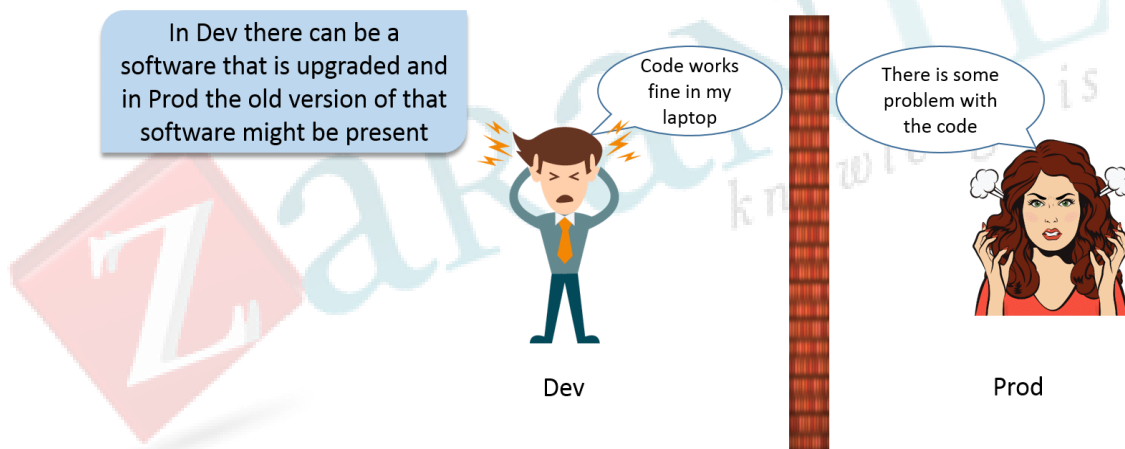 In Dev there can be a
software that is upgraded and
in Prod the old version of that
software might be present
Code works
fine in my
laptop
There is some
problem with
the code
Dev
Prod
Z
is